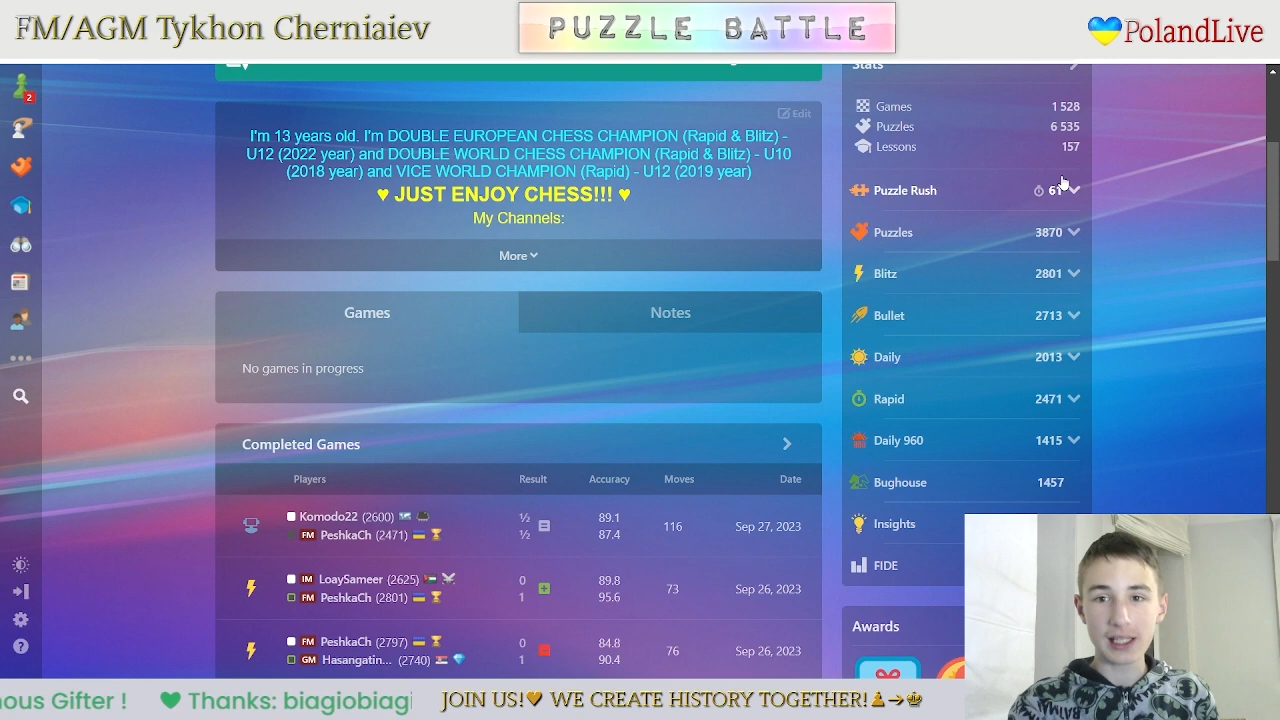 FM/AGM Tykhon Cherniaiev
PUZZLE BATTLE
PolandLive
2
Edit
I'm 13 years old. I'm DOUBLE EUROPEAN CHESS CHAMPION (Rapid & Blitz) -
U12 (2022 year) and DOUBLE WORLD CHESS CHAMPION (Rapid & Blitz) - U10
(2018 year) and VICE WORLD CHAMPION (Rapid) - U12 (2019 year)
♥ JUST ENJOY CHESS!!! ♥
My Channels:
More
Games
Notes
No games in progress
Completed Games
Players Result Accuracy Moves Date
Komodo22 (2600) ½ 89.1
FM PeshkaCh (2471) ½ 87.4
116 Sep 27, 2023
IM LoaySameer (2625) 0 89.8
FM PeshkaCh (2801) 1 95.6
73 Sep 26, 2023
FM PeshkaCh (2797) 0 84.8
GM Hasangatin... (2740) 1 90.4
76 Sep 26, 2023
Stats
Games 1 528
Puzzles 6 535
Lessons 157
Puzzle Rush 61
Puzzles 3870
Blitz 2801
Bullet 2713
Daily 2013
Rapid 2471
Daily 960 1415
Bughouse 1457
Insights
FIDE
Awards
BATMA
nous Gifter !
Thanks: biagiobiagi
JOIN US! WE CREATE HISTORY TOGETHER!